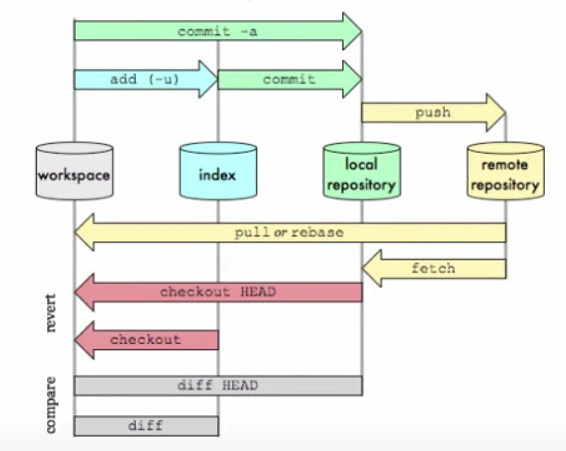 commit -a
add (-u) commit
push
workspace
index
local
repository
remote
repository
pull or rebase
fetch
revert
checkout HEAD
checkout
compare
diff HEAD
diff